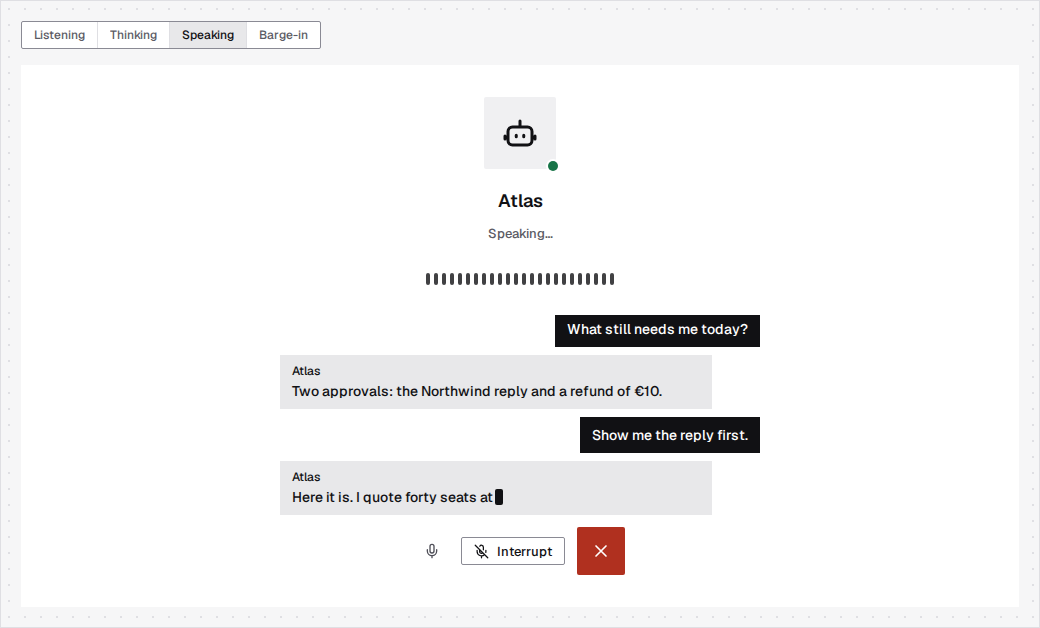 Listening
Thinking
Speaking
Barge-in
Atlas
Speaking...
What still needs me today?
Atlas
Two approvals: the Northwind reply and a refund of €10.
Show me the reply first.
Atlas
Here it is. I quote forty seats at
Interrupt